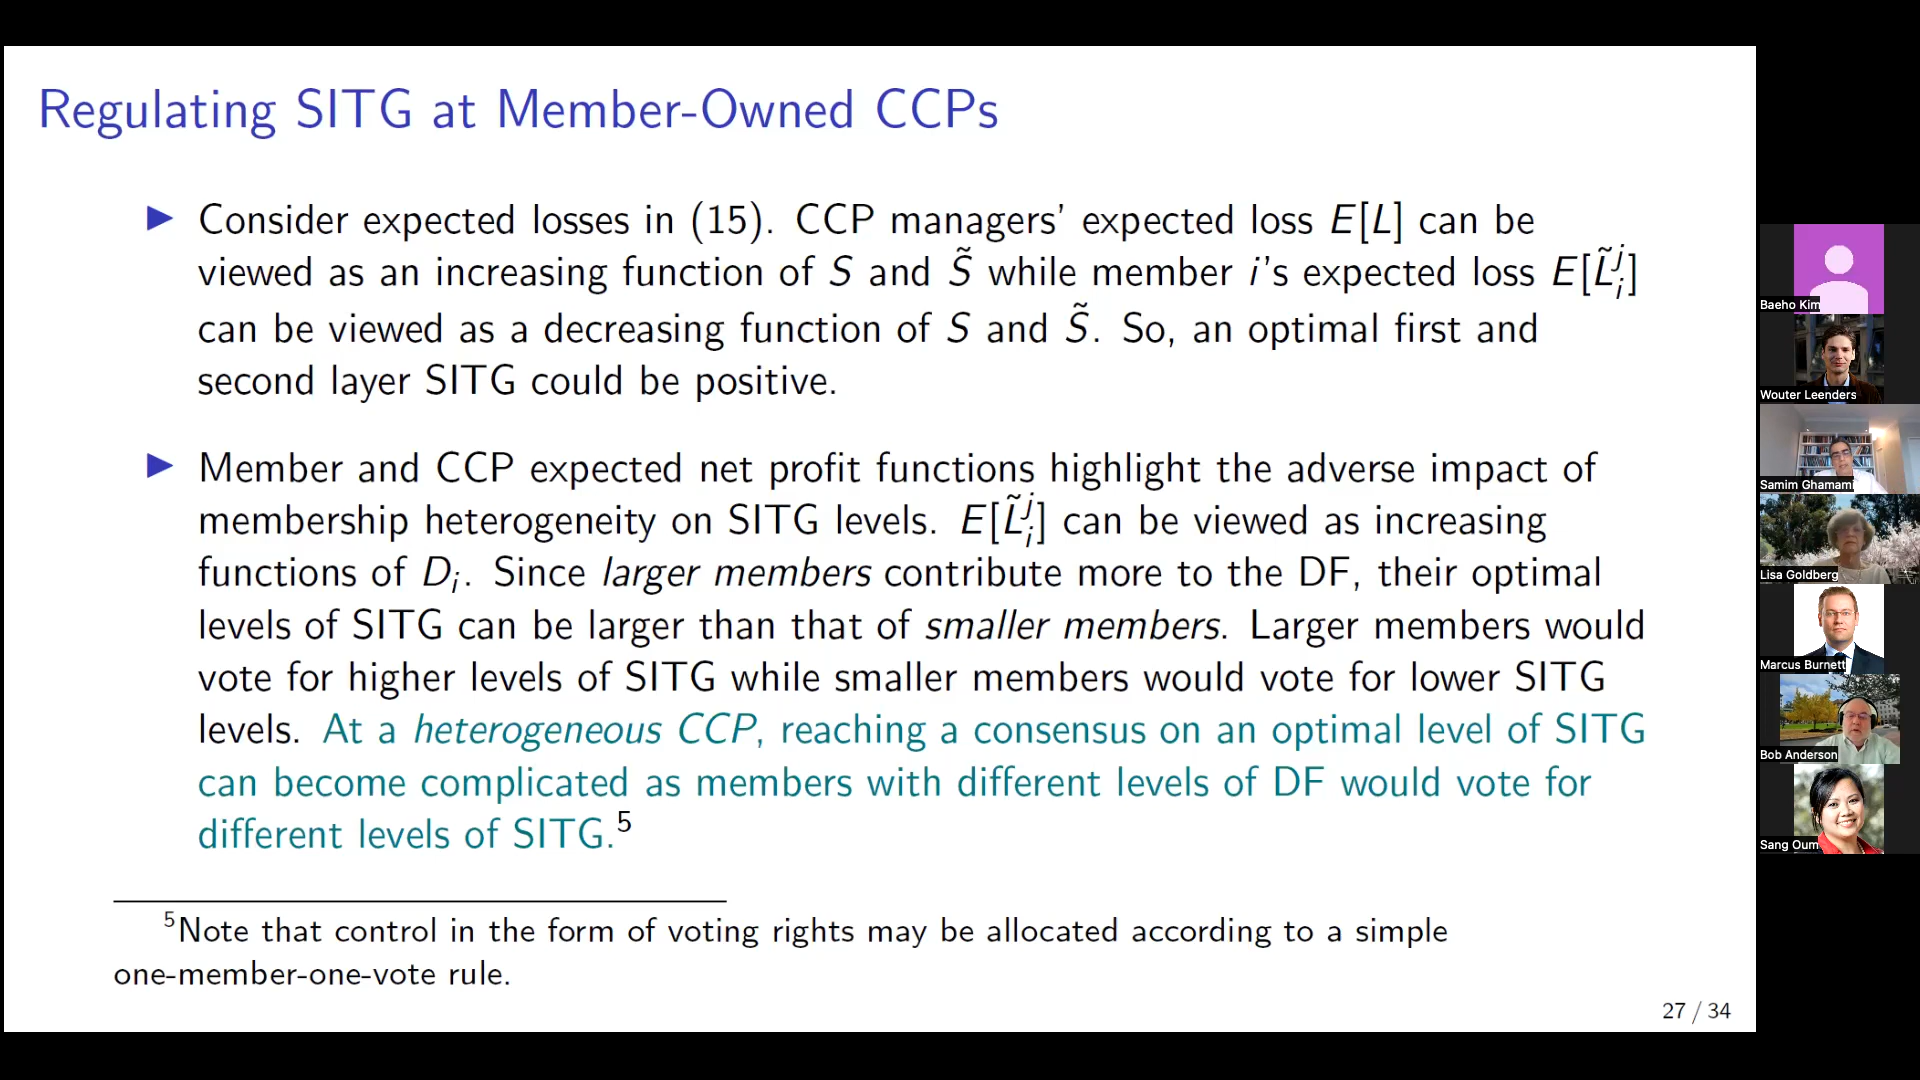 Regulating SITG at Member-Owned CCPs
▶ Consider expected losses in (15). CCP managers' expected loss E[L] can be
viewed as an increasing function of S and S̃ while member i's expected loss E[L̃ᵢʲ]
can be viewed as a decreasing function of S and S̃. So, an optimal first and
second layer SITG could be positive.
▶ Member and CCP expected net profit functions highlight the adverse impact of
membership heterogeneity on SITG levels. E[L̃ᵢʲ] can be viewed as increasing
functions of Dᵢ. Since larger members contribute more to the DF, their optimal
levels of SITG can be larger than that of smaller members. Larger members would
vote for higher levels of SITG while smaller members would vote for lower SITG
levels. At a heterogeneous CCP, reaching a consensus on an optimal level of SITG
can become complicated as members with different levels of DF would vote for
different levels of SITG.⁵
⁵Note that control in the form of voting rights may be allocated according to a simple
one-member-one-vote rule.
27 / 34
Baeho Kim
Wouter Leenders
Samim Ghamami
Lisa Goldberg
Marcus Burnett
Bob Anderson
Sang Oum